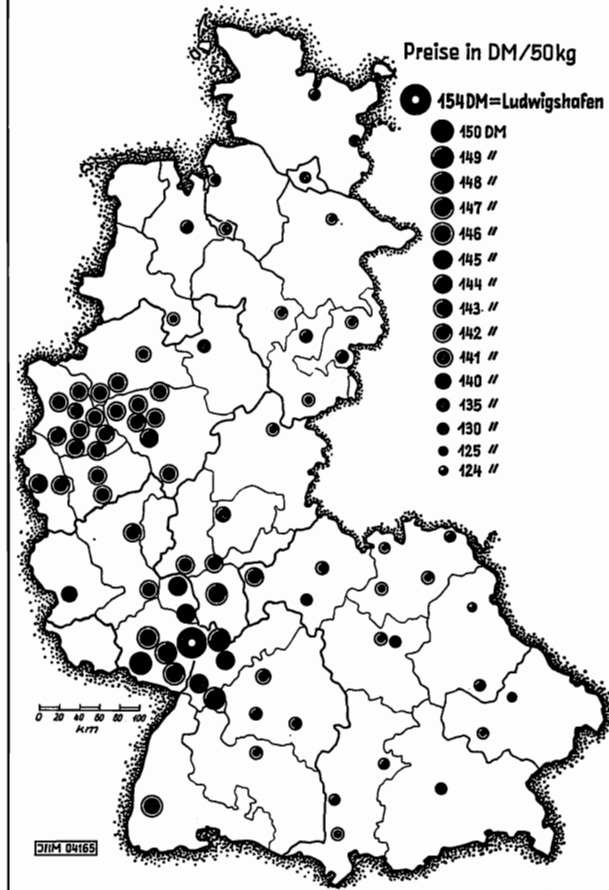 Preise in DM/50kg
154DM=Ludwigshafen
150 DM
149 "
148 "
147 "
146 "
145 "
144 "
143 "
142 "
141 "
140 "
135 "
130 "
125 "
124 "
0 20 40 60 80 100
km
JfIM 04165